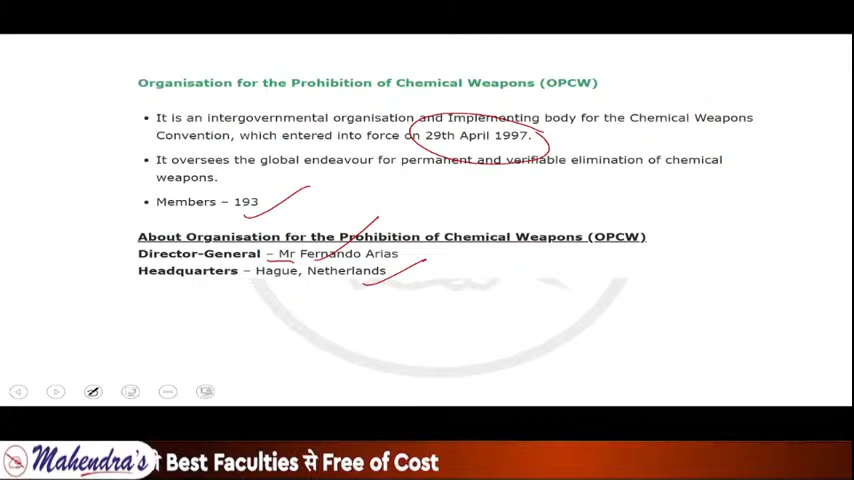 Organisation for the Prohibition of Chemical Weapons (OPCW)
• It is an intergovernmental organisation and Implementing body for the Chemical Weapons
Convention, which entered into force on 29th April 1997.
• It oversees the global endeavour for permanent and verifiable elimination of chemical
weapons.
• Members – 193
About Organisation for the Prohibition of Chemical Weapons (OPCW)
Director-General – Mr Fernando Arias
Headquarters – Hague, Netherlands
Mahendra's
Best Faculties से Free of Cost